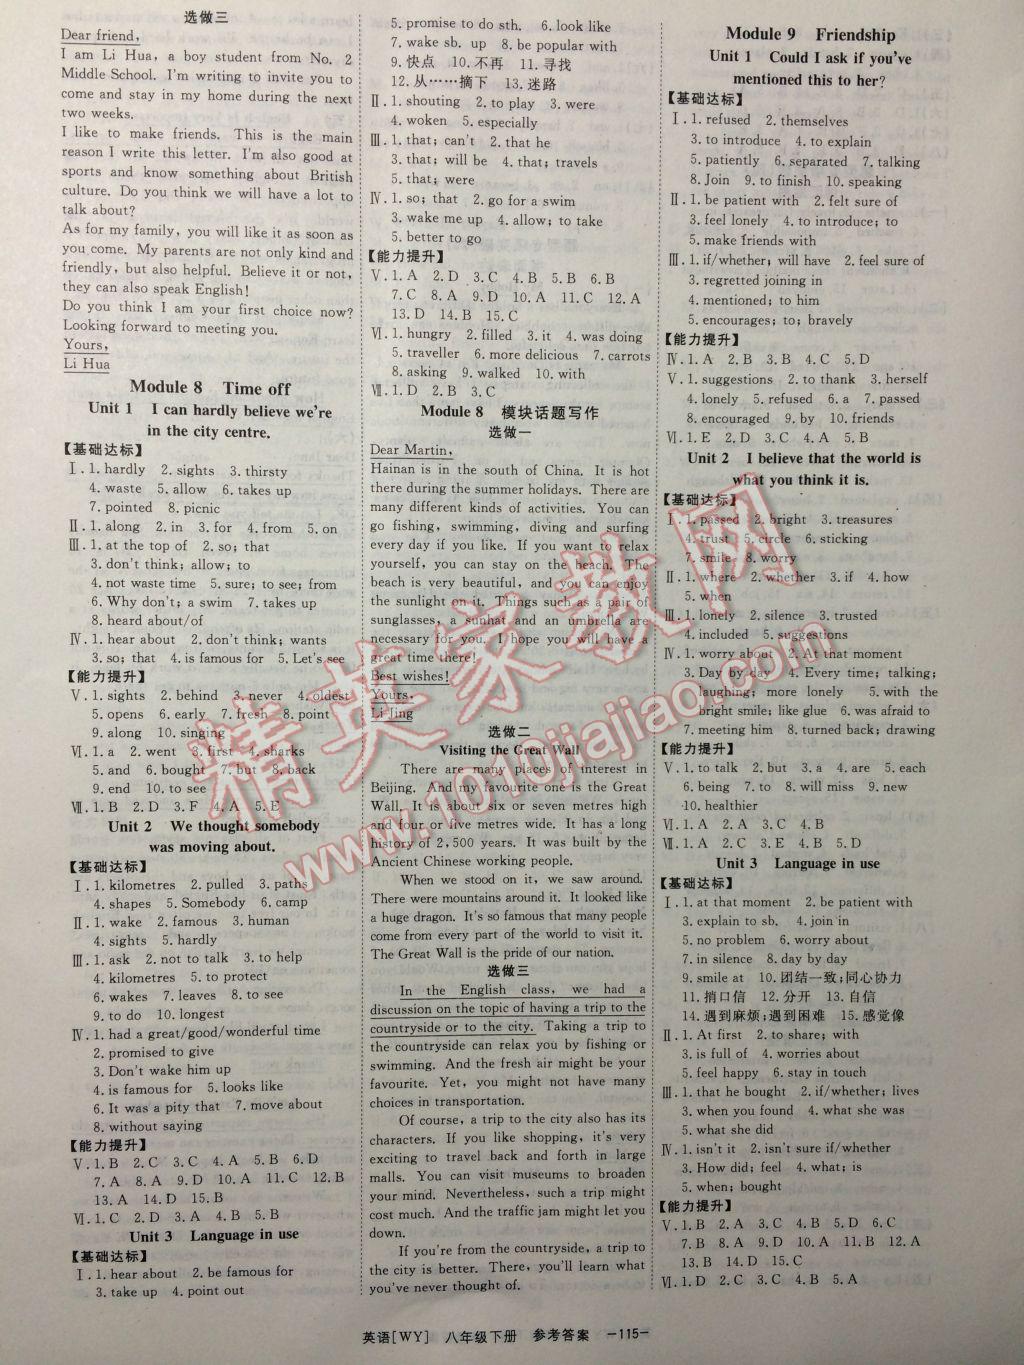 选做三
Dear friend,
I am Li Hua, a boy student from No. 2
Middle School. I'm writing to invite you to
come and stay in my home during the next
two weeks.
I like to make friends. This is the main
reason I write this letter. I'm also good at
sports and know something about British
culture. Do you think we will have a lot to
talk about?
As for my family, you will like it as soon as
you come. My parents are not only kind and
friendly, but also helpful. Believe it or not,
they can also speak English!
Do you think I am your first choice now?
Looking forward to meeting you.
Yours,
Li Hua
Module 8 Time off
Unit 1 I can hardly believe we're
in the city centre.
【基础达标】
Ⅰ. 1. hardly 2. sights 3. thirsty
4. waste 5. allow 6. takes up
7. pointed 8. picnic
Ⅱ. 1. along 2. in 3. for 4. from 5. on
Ⅲ. 1. at the top of 2. so; that
3. don't think; allow; to
4. not waste time 5. sure; to see; from
6. Why don't; a swim 7. takes up
8. heard about/of
Ⅳ. 1. hear about 2. don't think; wants
3. so; that 4. is famous for 5. Let's see
【能力提升】
Ⅴ. 1. sights 2. behind 3. never 4. oldest
5. opens 6. early 7. fresh 8. point
9. along 10. singing
Ⅵ. 1. a 2. went 3. first 4. sharks
5. and 6. bought 7. but 8. back
9. end 10. to see
Ⅶ. 1. B 2. D 3. F 4. A 5. E
Unit 2 We thought somebody
was moving about.
【基础达标】
Ⅰ. 1. kilometres 2. pulled 3. paths
4. shapes 5. Somebody 6. camp
Ⅱ. 1. wake 2. famous 3. human
4. sights 5. hardly
Ⅲ. 1. ask 2. not to talk 3. to help
4. kilometres 5. to protect
6. wakes 7. leaves 8. to see
9. to do 10. longest
Ⅳ. 1. had a great/good/wonderful time
2. promised to give
3. Don't wake him up
4. is famous for 5. looks like
6. It was a pity that 7. move about
8. without saying
【能力提升】
Ⅴ. 1. B 2. C 3. C 4. A 5. B 6. D
7. A 8. A 9. D 10. A 11. C 12. B
13. A 14. D 15. B
Ⅵ. 1. C 2. D 3. A 4. B 5. B
Unit 3 Language in use
【基础达标】
Ⅰ. 1. hear about 2. be famous for
3. take up 4. point out
5. promise to do sth. 6. look like
7. wake sb. up 8. be popular with
9. 快点 10. 不再 11. 寻找
12. 从……摘下 13. 迷路
Ⅱ. 1. shouting 2. to play 3. were
4. woken 5. especially
Ⅲ. 1. that; can't 2. that he
3. that; will be 4. that; travels
5. that; were
Ⅳ. 1. so; that 2. go for a swim
3. wake me up 4. allow; to take
5. better to go
【能力提升】
Ⅴ. 1. A 2. D 3. C 4. B 5. B 6. B
7. C 8. A 9. D 10. A 11. C 12. A
13. D 14. B 15. C
Ⅵ. 1. hungry 2. filled 3. it 4. was doing
5. traveller 6. more delicious 7. carrots
8. asking 9. walked 10. with
Ⅶ. 1. D 2. B 3. C
Module 8 模块话题写作
选做一
Dear Martin,
Hainan is in the south of China. It is hot
there during the summer holidays. There are
many different kinds of activities. You can
go fishing, swimming, diving and surfing
every day if you like. If you want to relax
yourself, you can stay on the beach. The
beach is very beautiful, and you can enjoy
the sunlight on it. Things such as a pair of
sunglasses, a sunhat and an umbrella are
necessary for you. I hope you will have a
great time there!
Best wishes!
Yours,
Li Jing
选做二
Visiting the Great Wall
There are many places of interest in
Beijing. And my favourite one is the Great
Wall. It is about six or seven metres high
and four or five metres wide. It has a long
history of 2,500 years. It was built by the
Ancient Chinese working people.
When we stood on it, we saw around.
There were mountains around it. It looked like
a huge dragon. It's so famous that many people
come from every part of the world to visit it.
The Great Wall is the pride of our nation.
选做三
In the English class, we had a
discussion on the topic of having a trip to the
countryside or to the city. Taking a trip to
the countryside can relax you by fishing or
swimming. And the fresh air might be your
favourite. Yet, you might not have many
choices in transportation.
Of course, a trip to the city also has its
characters. If you like shopping, it's very
exciting to travel back and forth in large
malls. You can visit museums to broaden
your mind. Nevertheless, such a trip might
cost much. And the traffic jam might let you
down.
If you're from the countryside, a trip to
the city is better. There, you'll learn what
you've never thought of.
Module 9 Friendship
Unit 1 Could I ask if you've
mentioned this to her?
【基础达标】
Ⅰ. 1. refused 2. themselves
3. to introduce 4. to explain
5. patiently 6. separated 7. talking
8. Join 9. to finish 10. speaking
Ⅱ. 1. be patient with 2. felt sure of
3. feel lonely 4. to introduce; to
5. make friends with
Ⅲ. 1. if/whether; will have 2. feel sure of
3. regretted joining in
4. mentioned; to him
5. encourages; to; bravely
【能力提升】
Ⅳ. 1. A 2. B 3. B 4. C 5. D
Ⅴ. 1. suggestions 2. to thank 3. herself
4. lonely 5. refused 6. a 7. passed
8. encouraged 9. by 10. friends
Ⅵ. 1. E 2. D 3. C 4. A 5. B
Unit 2 I believe that the world is
what you think it is.
【基础达标】
Ⅰ. 1. passed 2. bright 3. treasures
4. trust 5. circle 6. sticking
7. smile 8. worry
Ⅱ. 1. where 2. whether 3. if 4. how
5. when
Ⅲ. 1. lonely 2. silence 3. trusted
4. included 5. suggestions
Ⅳ. 1. worry about 2. At that moment
3. Day by day 4. Every time; talking;
laughing; more lonely 5. with the
bright smile; like glue 6. was afraid to
7. meeting him 8. turned back; drawing
【能力提升】
Ⅴ. 1. to talk 2. but 3. a 4. are 5. each
6. being 7. to 8. will miss 9. new
10. healthier
Ⅵ. 1. A 2. A 3. C 4. B
Ⅶ. 1. A 2. C 3. E 4. B 5. D
Unit 3 Language in use
【基础达标】
Ⅰ. 1. at that moment 2. be patient with
3. explain to sb. 4. join in
5. no problem 6. worry about
7. in silence 8. day by day
9. smile at 10. 团结一致;同心协力
11. 捎口信 12. 分开 13. 自信
14. 遇到麻烦;遇到困难 15. 感觉像
Ⅱ. 1. At first 2. to share; with
3. is full of 4. worries about
5. feel happy 6. stay in touch
Ⅲ. 1. that he bought 2. if/whether; lives
3. when you found 4. what she was
5. what she did
Ⅳ. 1. isn't it 2. isn't sure if/whether
3. How did; feel 4. what; is
5. when; bought
【能力提升】
Ⅴ. 1. B 2. A 3. C 4. B 5. D 6. C
7. B 8. A 9. D 10. A 11. B 12. A
13. B 14. D 15. C
Ⅵ. 1. D 2. C 3. C 4. B 5. A
英语[WY] 八年级下册 参考答案 —115—
精英家教网
www.1010jiajiao.com